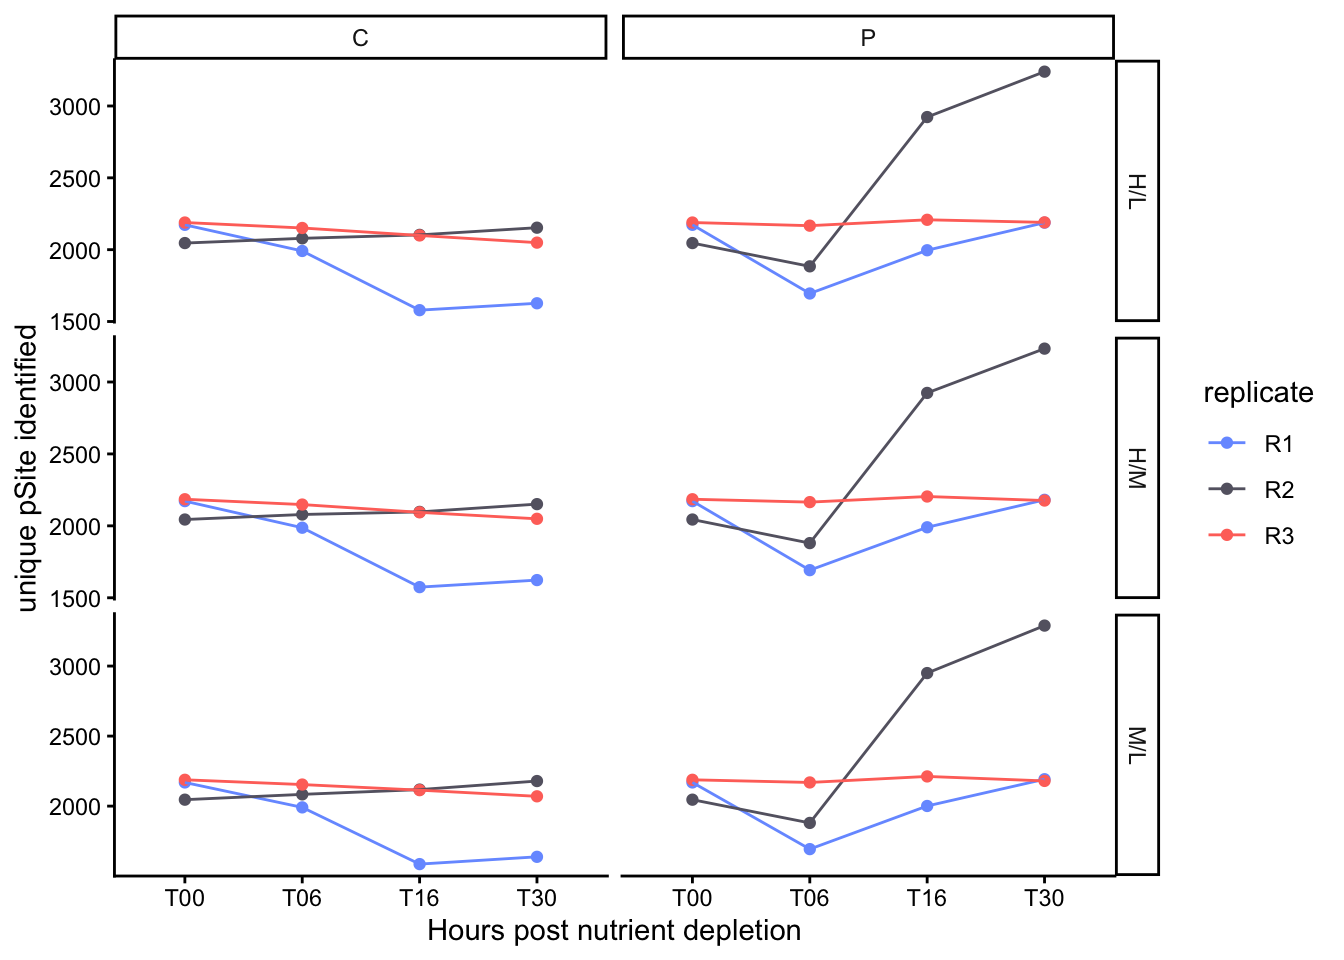 C
P
3000
2500
2000
1500
H/L
3000
2500
2000
1500
H/M
3000
2500
2000
M/L
T00 T06 T16 T30
T00 T06 T16 T30
Hours post nutrient depletion
unique pSite identified
replicate
R1
R2
R3